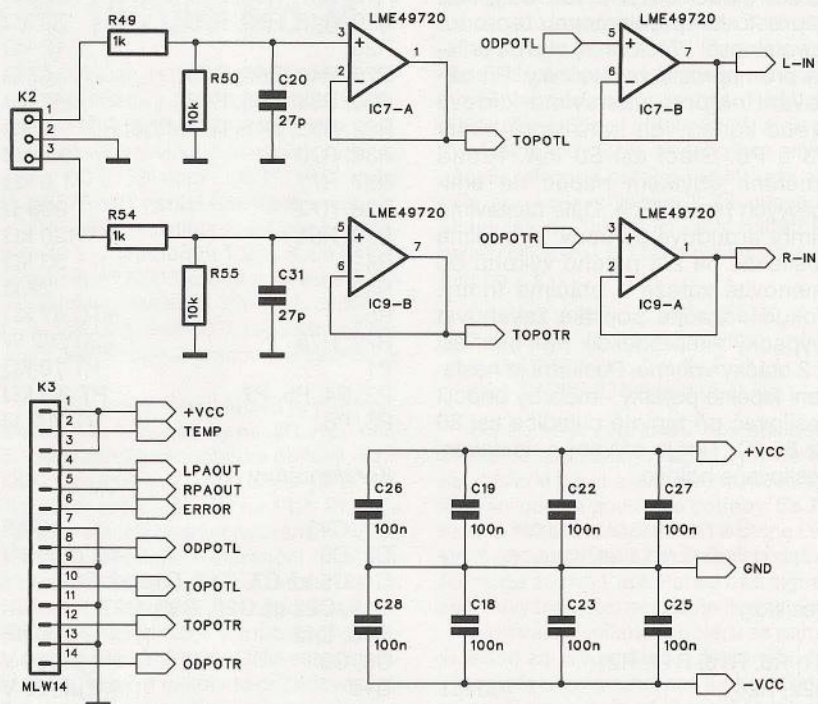 K2
1
2
3
R49
1k
R50
10k
C20
27p
LME49720
3
2
1
IC7-A
TOPOTL
ODPOTL
LME49720
5
6
7
IC7-B
L-IN
R54
1k
R55
10k
C31
27p
LME49720
5
6
7
IC9-B
TOPOTR
ODPOTR
LME49720
3
2
1
IC9-A
R-IN
K3
1
2
3
4
5
6
7
8
9
10
11
12
13
14
MLW14
+VCC
TEMP
LPAOUT
RPAOUT
ERROR
ODPOTL
TOPOTL
TOPOTR
ODPOTR
C26
100n
C19
100n
C22
100n
C27
100n
+VCC
GND
C28
100n
C18
100n
C23
100n
C25
100n
-VCC